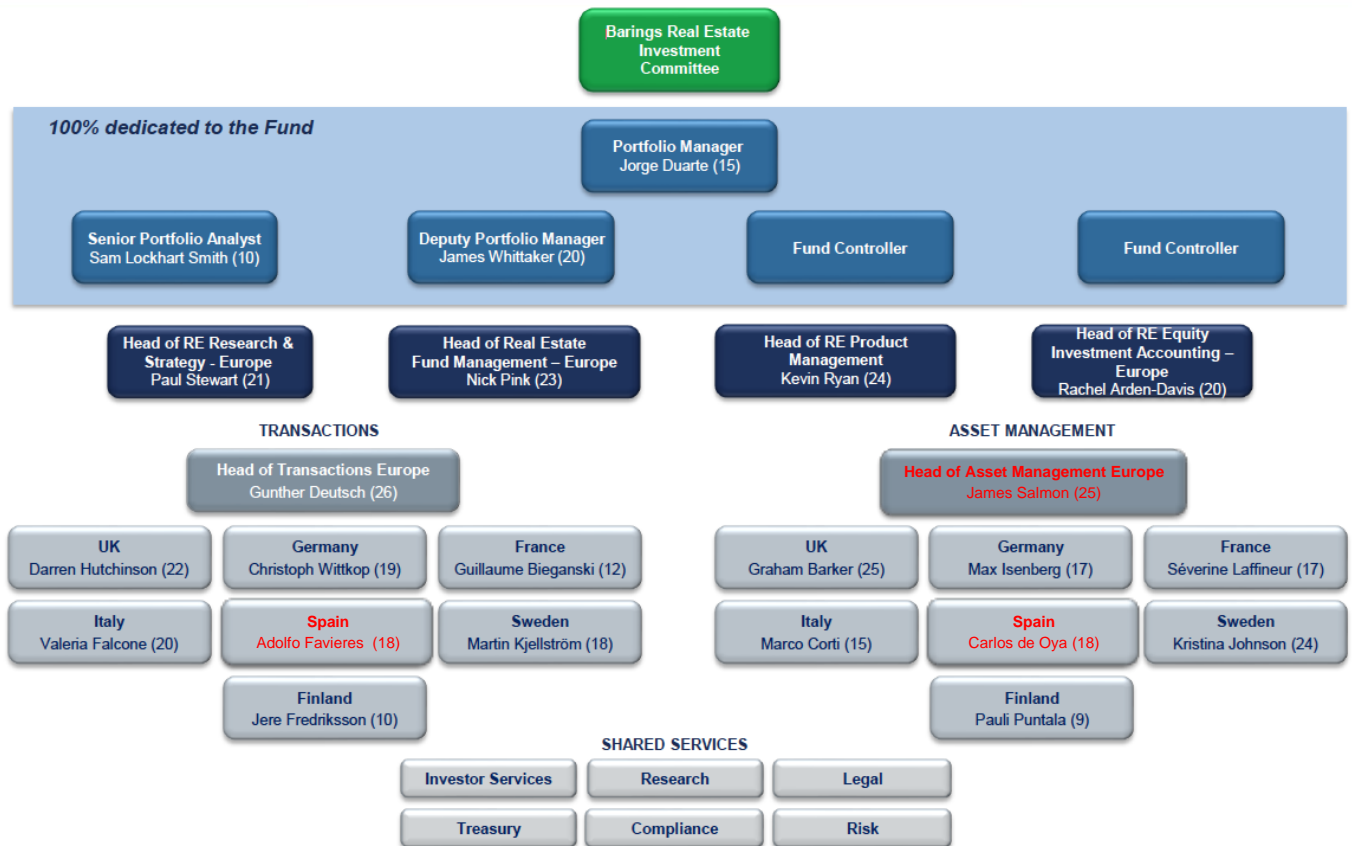 Barings Real Estate
Investment
Committee
100% dedicated to the Fund
Portfolio Manager
Jorge Duarte (15)
Senior Portfolio Analyst
Sam Lockhart Smith (10)
Deputy Portfolio Manager
James Whittaker (20)
Fund Controller
Fund Controller
Head of RE Research &
Strategy - Europe
Paul Stewart (21)
Head of Real Estate
Fund Management – Europe
Nick Pink (23)
Head of RE Product
Management
Kevin Ryan (24)
Head of RE Equity
Investment Accounting –
Europe
Rachel Arden-Davis (20)
TRANSACTIONS
Head of Transactions Europe
Gunther Deutsch (26)
UK
Darren Hutchinson (22)
Germany
Christoph Wittkop (19)
France
Guillaume Bieganski (12)
Italy
Valeria Falcone (20)
Spain
Adolfo Favieres (18)
Sweden
Martin Kjellström (18)
Finland
Jere Fredriksson (10)
ASSET MANAGEMENT
Head of Asset Management Europe
James Salmon (25)
UK
Graham Barker (25)
Germany
Max Isenberg (17)
France
Séverine Laffineur (17)
Italy
Marco Corti (15)
Spain
Carlos de Oya (18)
Sweden
Kristina Johnson (24)
Finland
Pauli Puntala (9)
SHARED SERVICES
Investor Services
Research
Legal
Treasury
Compliance
Risk